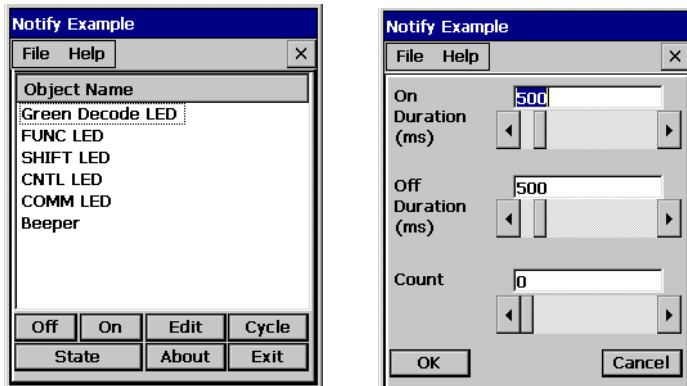 Notify Example
File Help ×
Object Name
Green Decode LED
FUNC LED
SHIFT LED
CNTL LED
COMM LED
Beeper
Off On Edit Cycle
State About Exit
Notify Example
File Help ×
On
Duration
(ms)
500
Off
Duration
(ms)
500
Count
0
OK Cancel